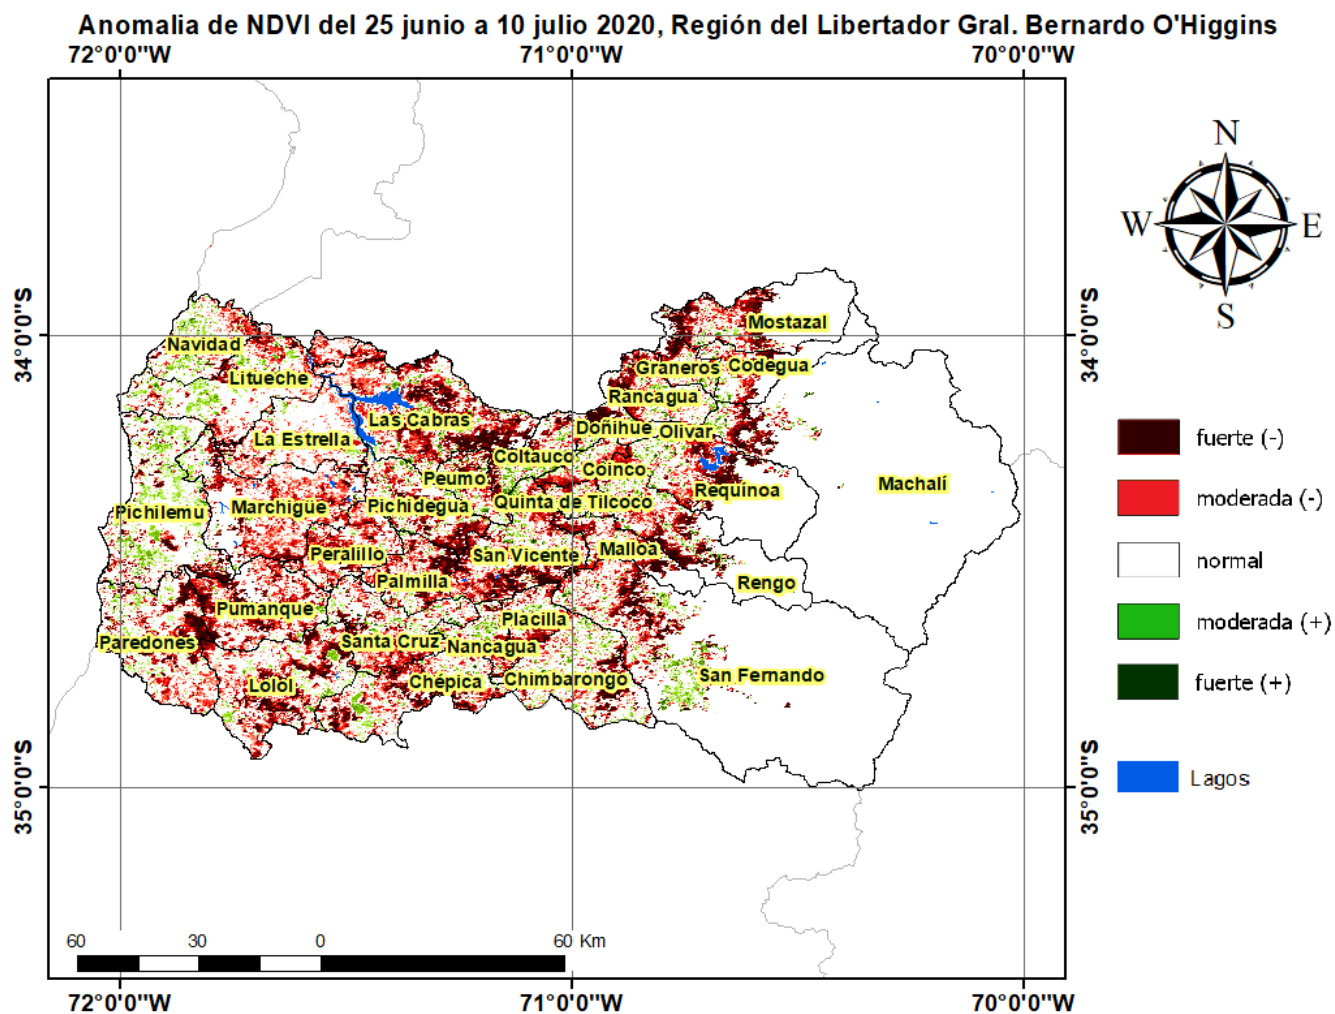 Anomalia de NDVI del 25 junio a 10 julio 2020, Región del Libertador Gral. Bernardo O'Higgins
72°0'0"W 71°0'0"W 70°0'0"W
N
W E
S
34°0'0"S 34°0'0"S
Mostazal
Navidad
Graneros Codegua
Litueche
Rancagua
Las Cabras
Doñihue Olivar
La Estrella
Coltauco
Coinco
Peumo
Machalí
Requínoa
Quinta de Tilcoco
Pichilemu Marchigüe Pichidegua
Peralillo San Vicente Malloa
Palmilla Rengo
Pumanque
Placilla
Paredones Santa Cruz Nancagua
San Fernando
Lolol Chépica Chimbarongo
35°0'0"S 35°0'0"S
60 30 0 60 Km
72°0'0"W 71°0'0"W 70°0'0"W
fuerte (-)
moderada (-)
normal
moderada (+)
fuerte (+)
Lagos